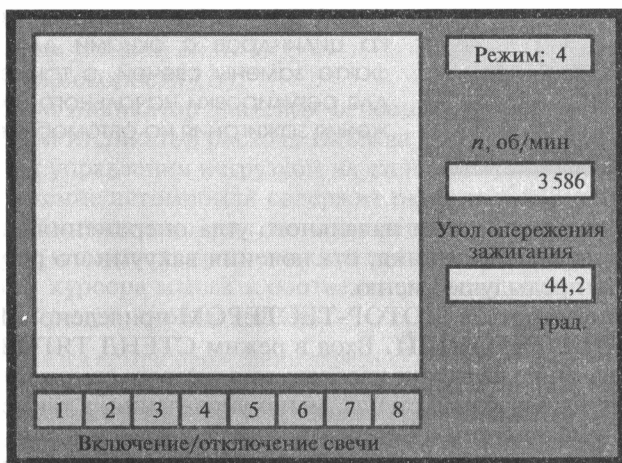 Режим: 4
n, об/мин
3 586
Угол опережения
зажигания
44,2
град.
1 2 3 4 5 6 7 8
Включение/отключение свечи